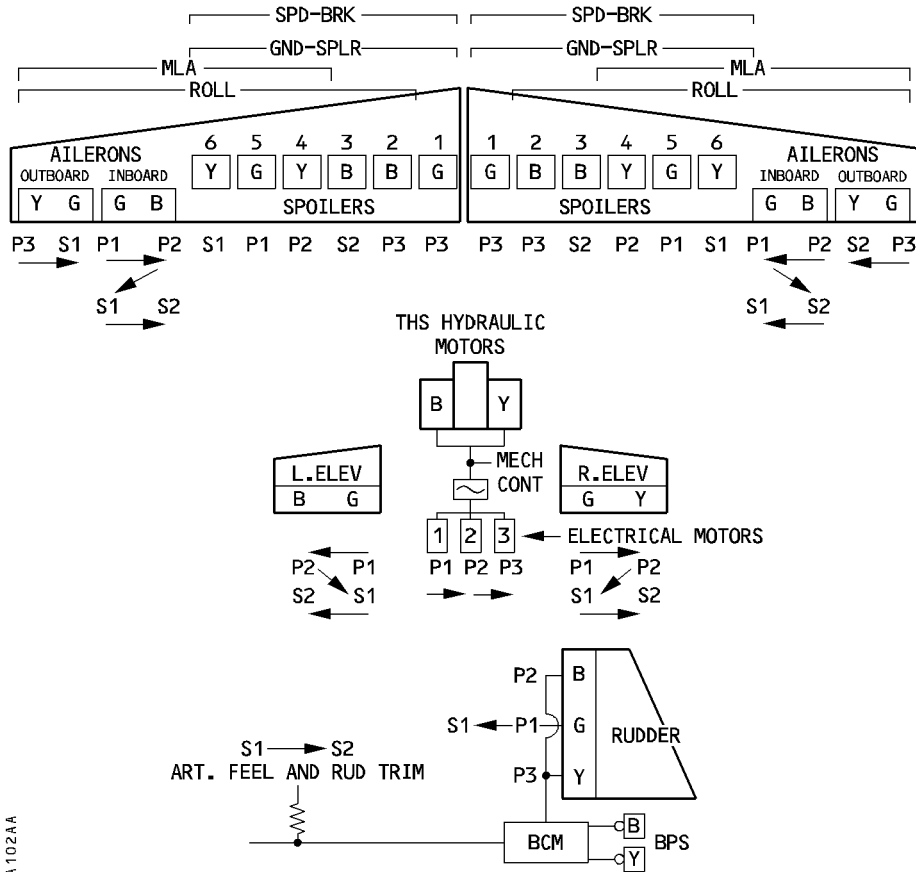 SPD-BRK SPD-BRK
GND-SPLR GND-SPLR
MLA MLA
ROLL ROLL
6 5 4 3 2 1 1 2 3 4 5 6
AILERONS Y G Y B B G G B B Y G Y AILERONS
OUTBOARD INBOARD INBOARD OUTBOARD
Y G G B SPOILERS SPOILERS G B Y G
P3 S1 P1 P2 S1 P1 P2 S2 P3 P3 P3 P3 S2 P2 P1 S1 P1 P2 S2 P3
S1 S2 S1 S2
THS HYDRAULIC
MOTORS
B Y
L.ELEV MECH R.ELEV
B G CONT G Y
1 2 3 ELECTRICAL MOTORS
P2 P1 P1 P2 P3 P1 P2
S2 S1 S1 S2
P2 B
S1 P1 G RUDDER
S1 S2
ART. FEEL AND RUD TRIM P3 Y
BCM B BPS
Y